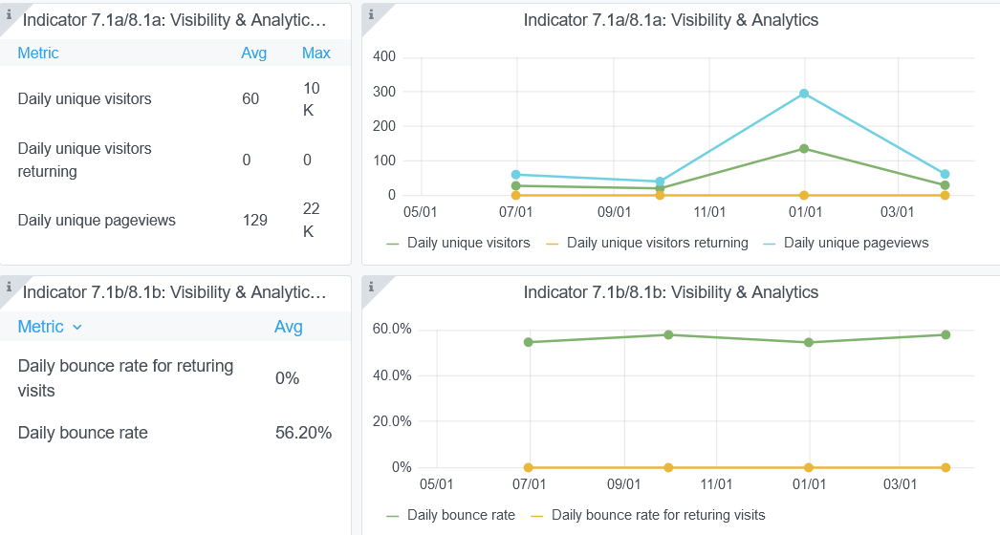 Indicator 7.1a/8.1a: Visibility & Analytic…
Metric Avg Max
Daily unique visitors 60 10 K
Daily unique visitors returning 0 0
Daily unique pageviews 129 22 K
Indicator 7.1a/8.1a: Visibility & Analytics
400
300
200
100
0
05/01 07/01 09/01 11/01 01/01 03/01
Daily unique visitors Daily unique visitors returning Daily unique pageviews
Indicator 7.1b/8.1b: Visibility & Analytic…
Metric Avg
Daily bounce rate for returing visits 0%
Daily bounce rate 56.20%
Indicator 7.1b/8.1b: Visibility & Analytics
60.0%
40.0%
20.0%
0%
05/01 07/01 09/01 11/01 01/01 03/01
Daily bounce rate Daily bounce rate for returing visits